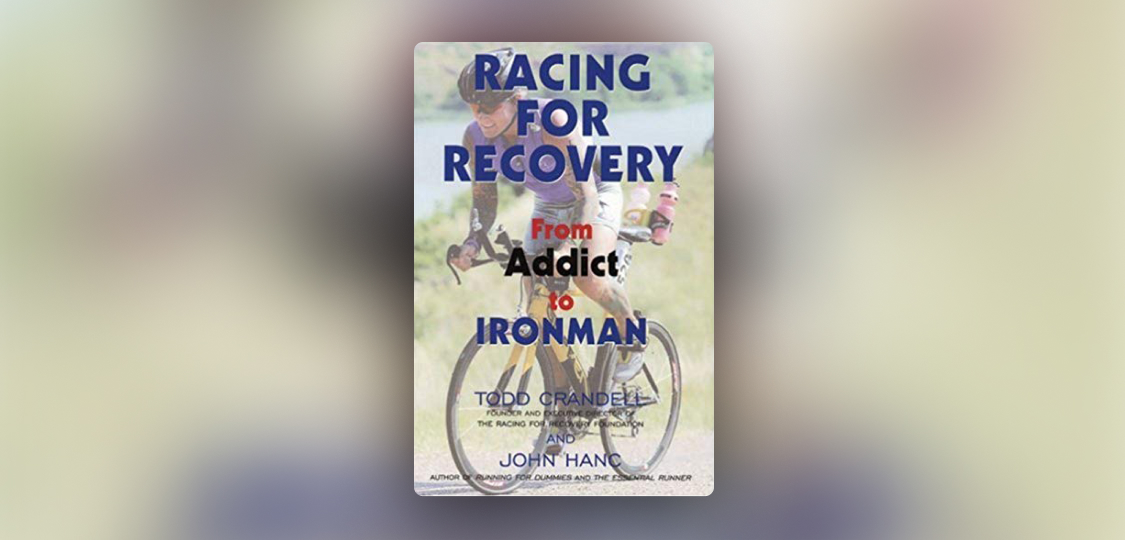 RACING
FOR
RECOVERY
From
Addict
to
IRONMAN
TODD CRANDELL
FOUNDER AND EXECUTIVE DIRECTOR OF
THE RACING FOR RECOVERY FOUNDATION
AND
JOHN HANC
AUTHOR OF RUNNING FOR DUMMIES AND THE ESSENTIAL RUNNER